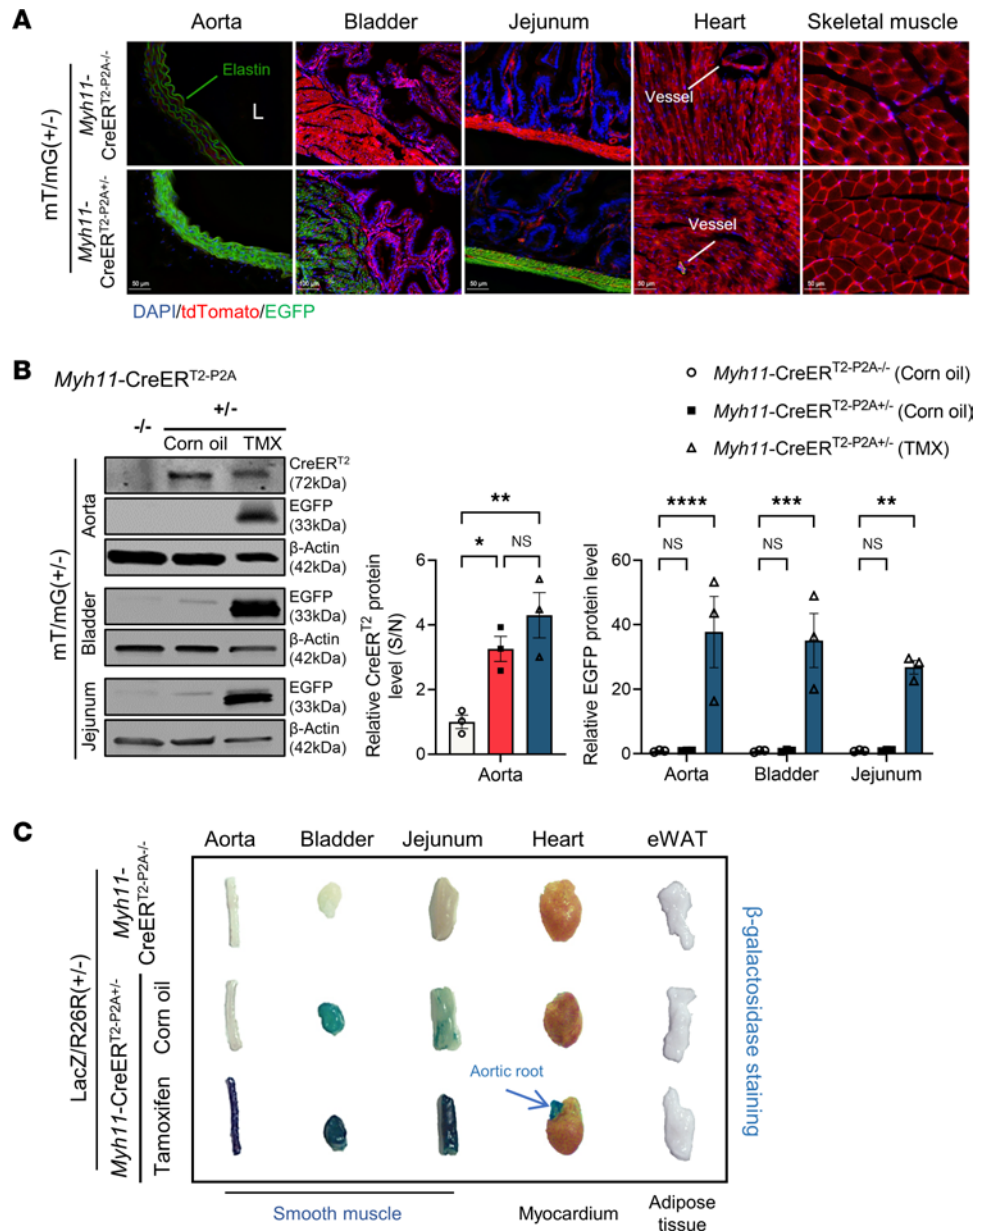 A
Aorta Bladder Jejunum Heart Skeletal muscle
mT/mG(+/-)
Myh11-
CreERT2-P2A-/-
Myh11-
CreERT2-P2A+/-
Elastin
L
Vessel
Vessel
50 µm 50 µm 50 µm 50 µm
DAPI/tdTomato/EGFP
B
Myh11-CreERT2-P2A
-/- +/-
Corn oil TMX
mT/mG(+/-)
Aorta
CreERT2
(72kDa)
EGFP
(33kDa)
β-Actin
(42kDa)
Bladder
EGFP
(33kDa)
β-Actin
(42kDa)
Jejunum
EGFP
(33kDa)
β-Actin
(42kDa)
Myh11-CreERT2-P2A-/- (Corn oil)
Myh11-CreERT2-P2A+/- (Corn oil)
Myh11-CreERT2-P2A+/- (TMX)
Relative CreERT2 protein
level (S/N)
6
4
2
0
**
* NS
Aorta
Relative EGFP protein level
60
40
20
0
**** *** **
NS NS NS
Aorta Bladder Jejunum
C
Aorta Bladder Jejunum Heart eWAT
LacZ/R26R(+/-)
Myh11-
CreERT2-P2A-/-
Myh11-CreERT2-P2A+/-
Corn oil
Tamoxifen
Aortic root
β-galactosidase staining
Smooth muscle Myocardium Adipose
tissue